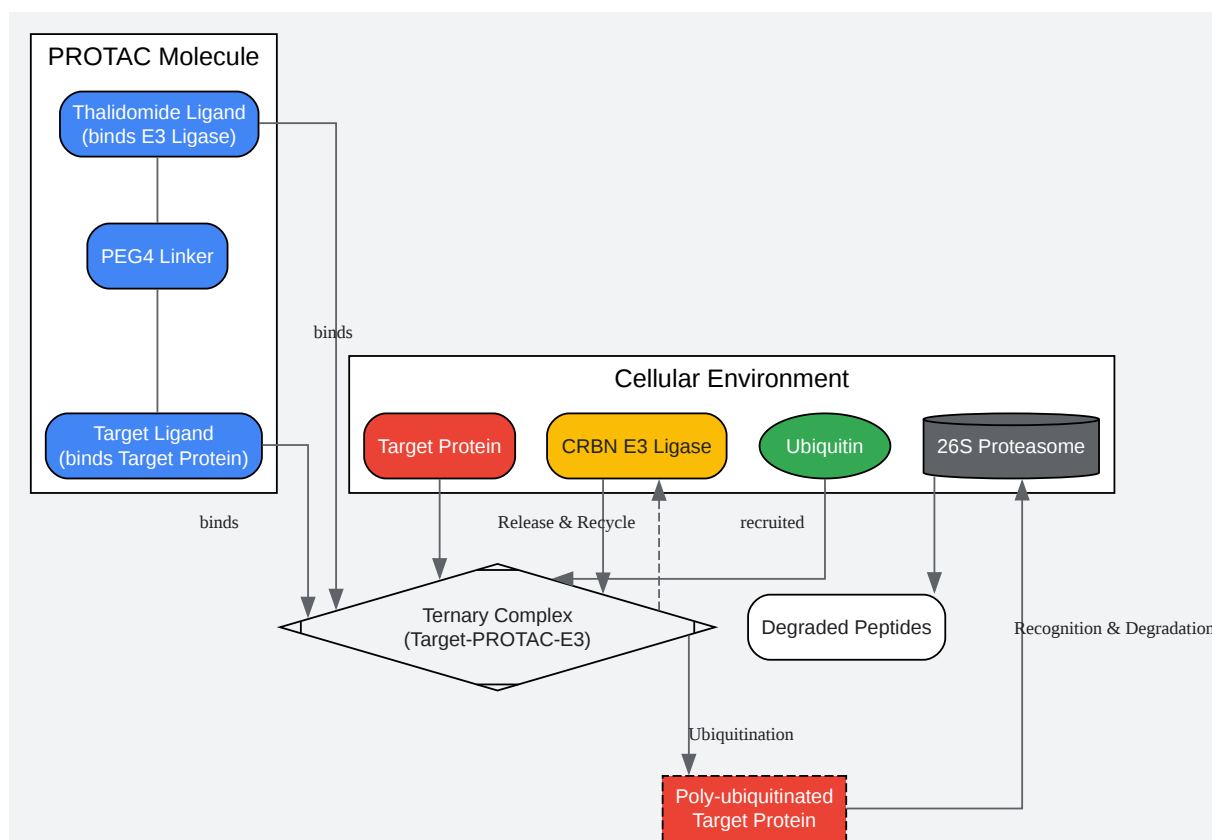 PROTAC Molecule
Thalidomide Ligand
(binds E3 Ligase)
PEG4 Linker
binds
Cellular Environment
Target Ligand
(binds Target Protein)
Target Protein
CRBN E3 Ligase
Ubiquitin
26S Proteasome
binds
Release & Recycle
recruited
Ternary Complex
(Target-PROTAC-E3)
Degraded Peptides
Recognition & Degradation
Ubiquitination
Poly-ubiquitinated
Target Protein